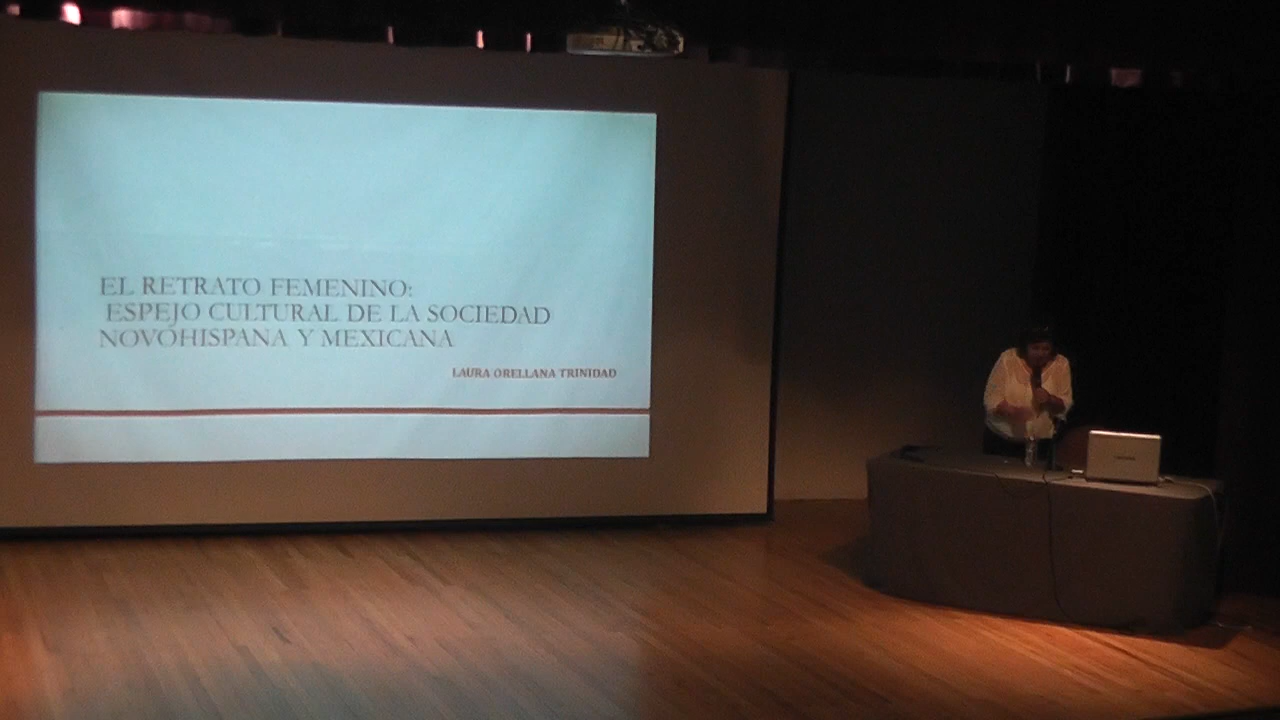 EL RETRATO FEMENINO:
ESPEJO CULTURAL DE LA SOCIEDAD
NOVOHISPANA Y MEXICANA
LAURA ORELLANA TRINIDAD